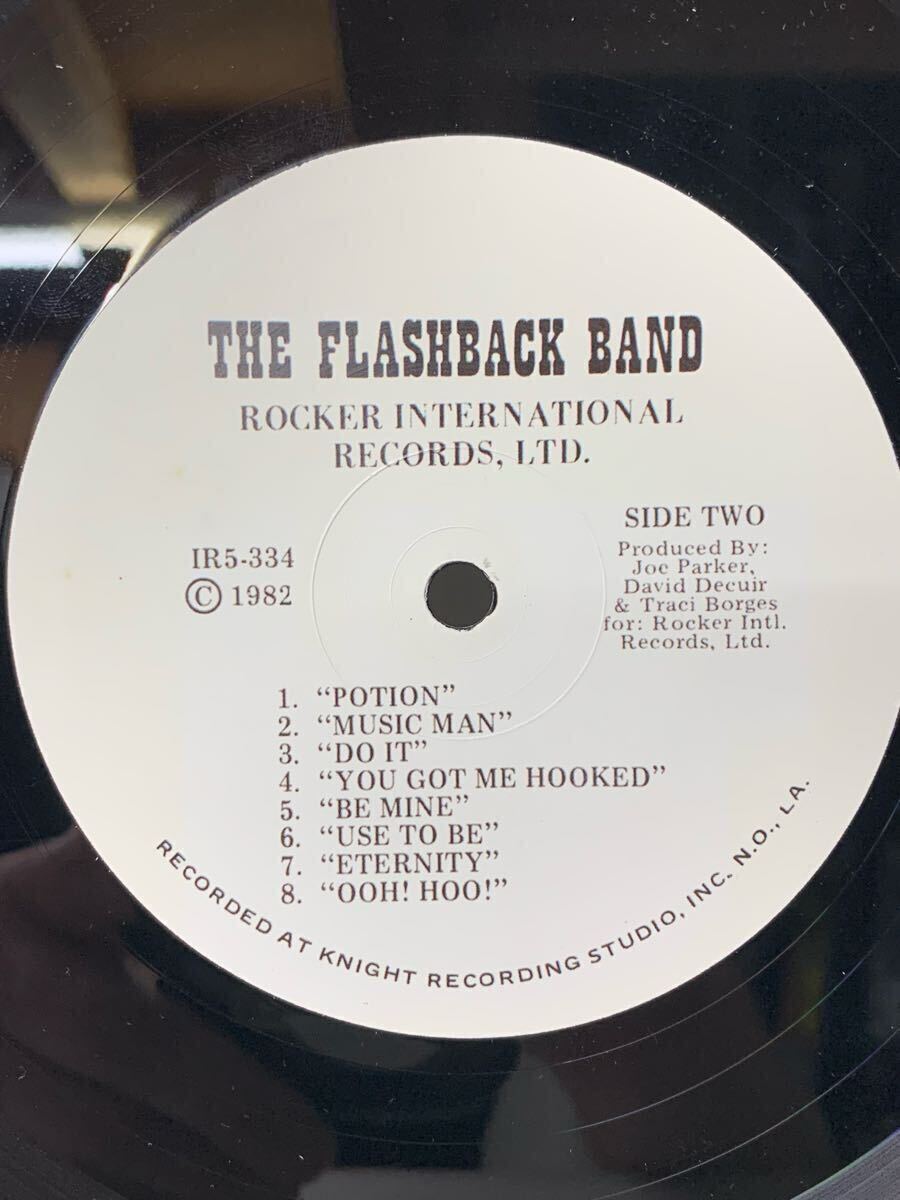 THE FLASHBACK BAND
ROCKER INTERNATIONAL
RECORDS, LTD.
IR5-334
© 1982
SIDE TWO
Produced By:
Joe Parker,
David Decuir
& Traci Borges
for: Rocker Intl.
Records, Ltd.
1. "POTION"
2. "MUSIC MAN"
3. "DO IT"
4. "YOU GOT ME HOOKED"
5. "BE MINE"
6. "USE TO BE"
7. "ETERNITY"
8. "OOH! HOO!"
RECORDED AT KNIGHT RECORDING STUDIO, INC. N.O., LA.